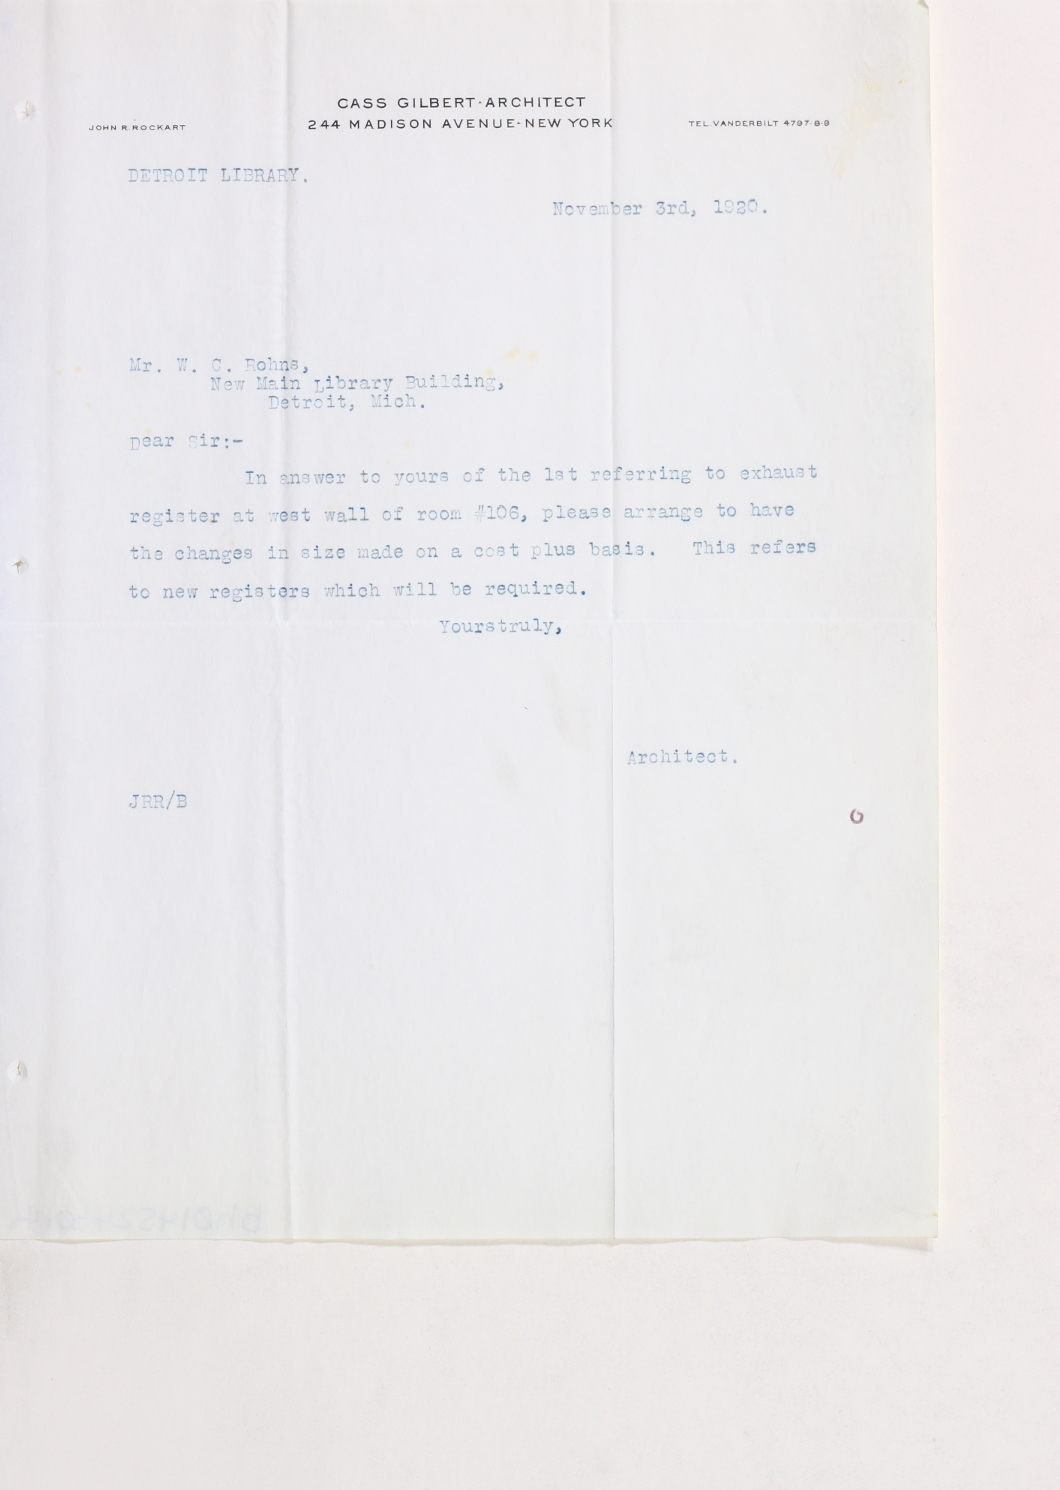 CASS GILBERT·ARCHITECT
244 MADISON AVENUE·NEW YORK
JOHN R. ROCKART
TEL. VANDERBILT 4797-8-9
DETROIT LIBRARY.
November 3rd, 1920.
Mr. W. C. Rohns,
New Main Library Building,
Detroit, Mich.
Dear Sir:-
In answer to yours of the 1st referring to exhaust
register at west wall of room #106, please arrange to have
the changes in size made on a cost plus basis. This refers
to new registers which will be required.
Yourstruly,
Architect.
JRR/B